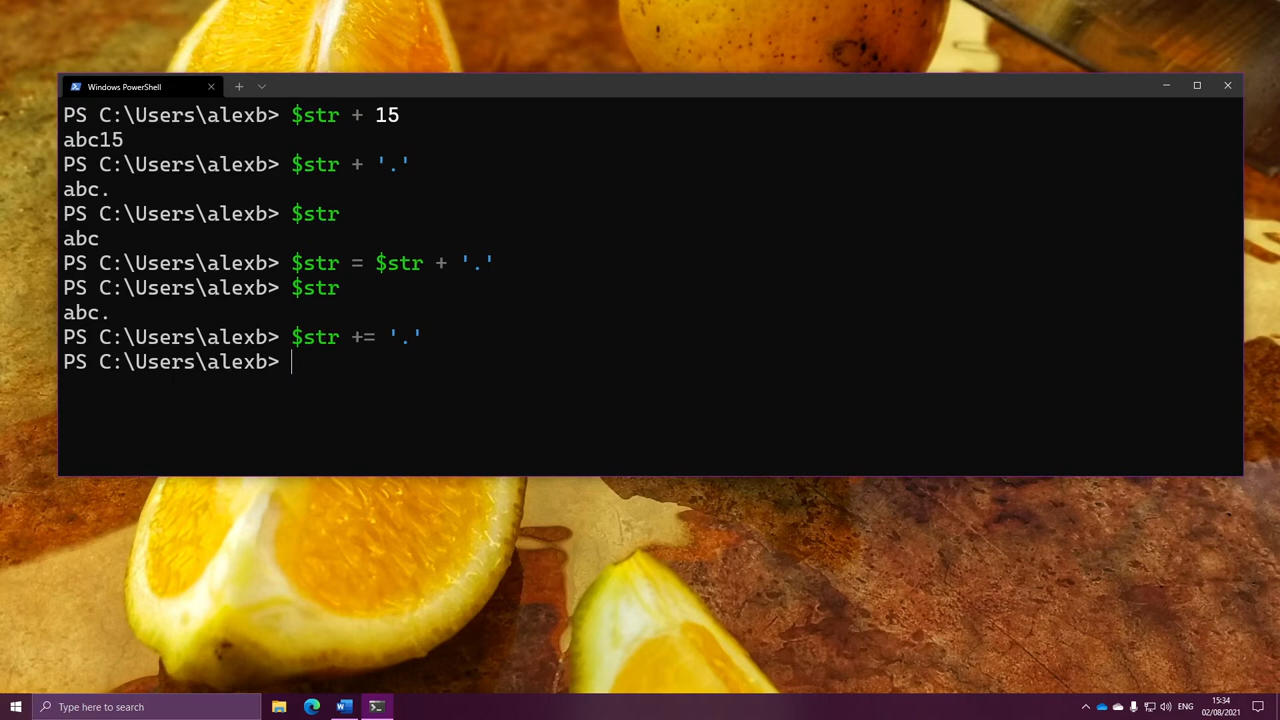 Windows PowerShell
PS C:\Users\alexb> $str + 15
abc15
PS C:\Users\alexb> $str + '.'
abc.
PS C:\Users\alexb> $str
abc
PS C:\Users\alexb> $str = $str + '.'
PS C:\Users\alexb> $str
abc.
PS C:\Users\alexb> $str += '.'
PS C:\Users\alexb>
Type here to search
ENG
15:34
02/08/2021